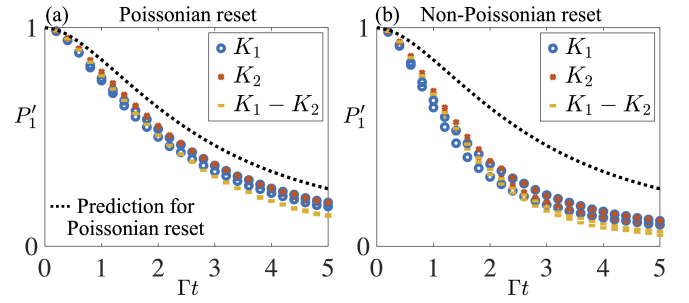 (a) Poissonian reset
1
P′₁
0
K₁
K₂
K₁ − K₂
Prediction for
Poissonian reset
0 1 2 3 4 5
Γt
(b) Non-Poissonian reset
1
P′₁
0
K₁
K₂
K₁ − K₂
0 1 2 3 4 5
Γt